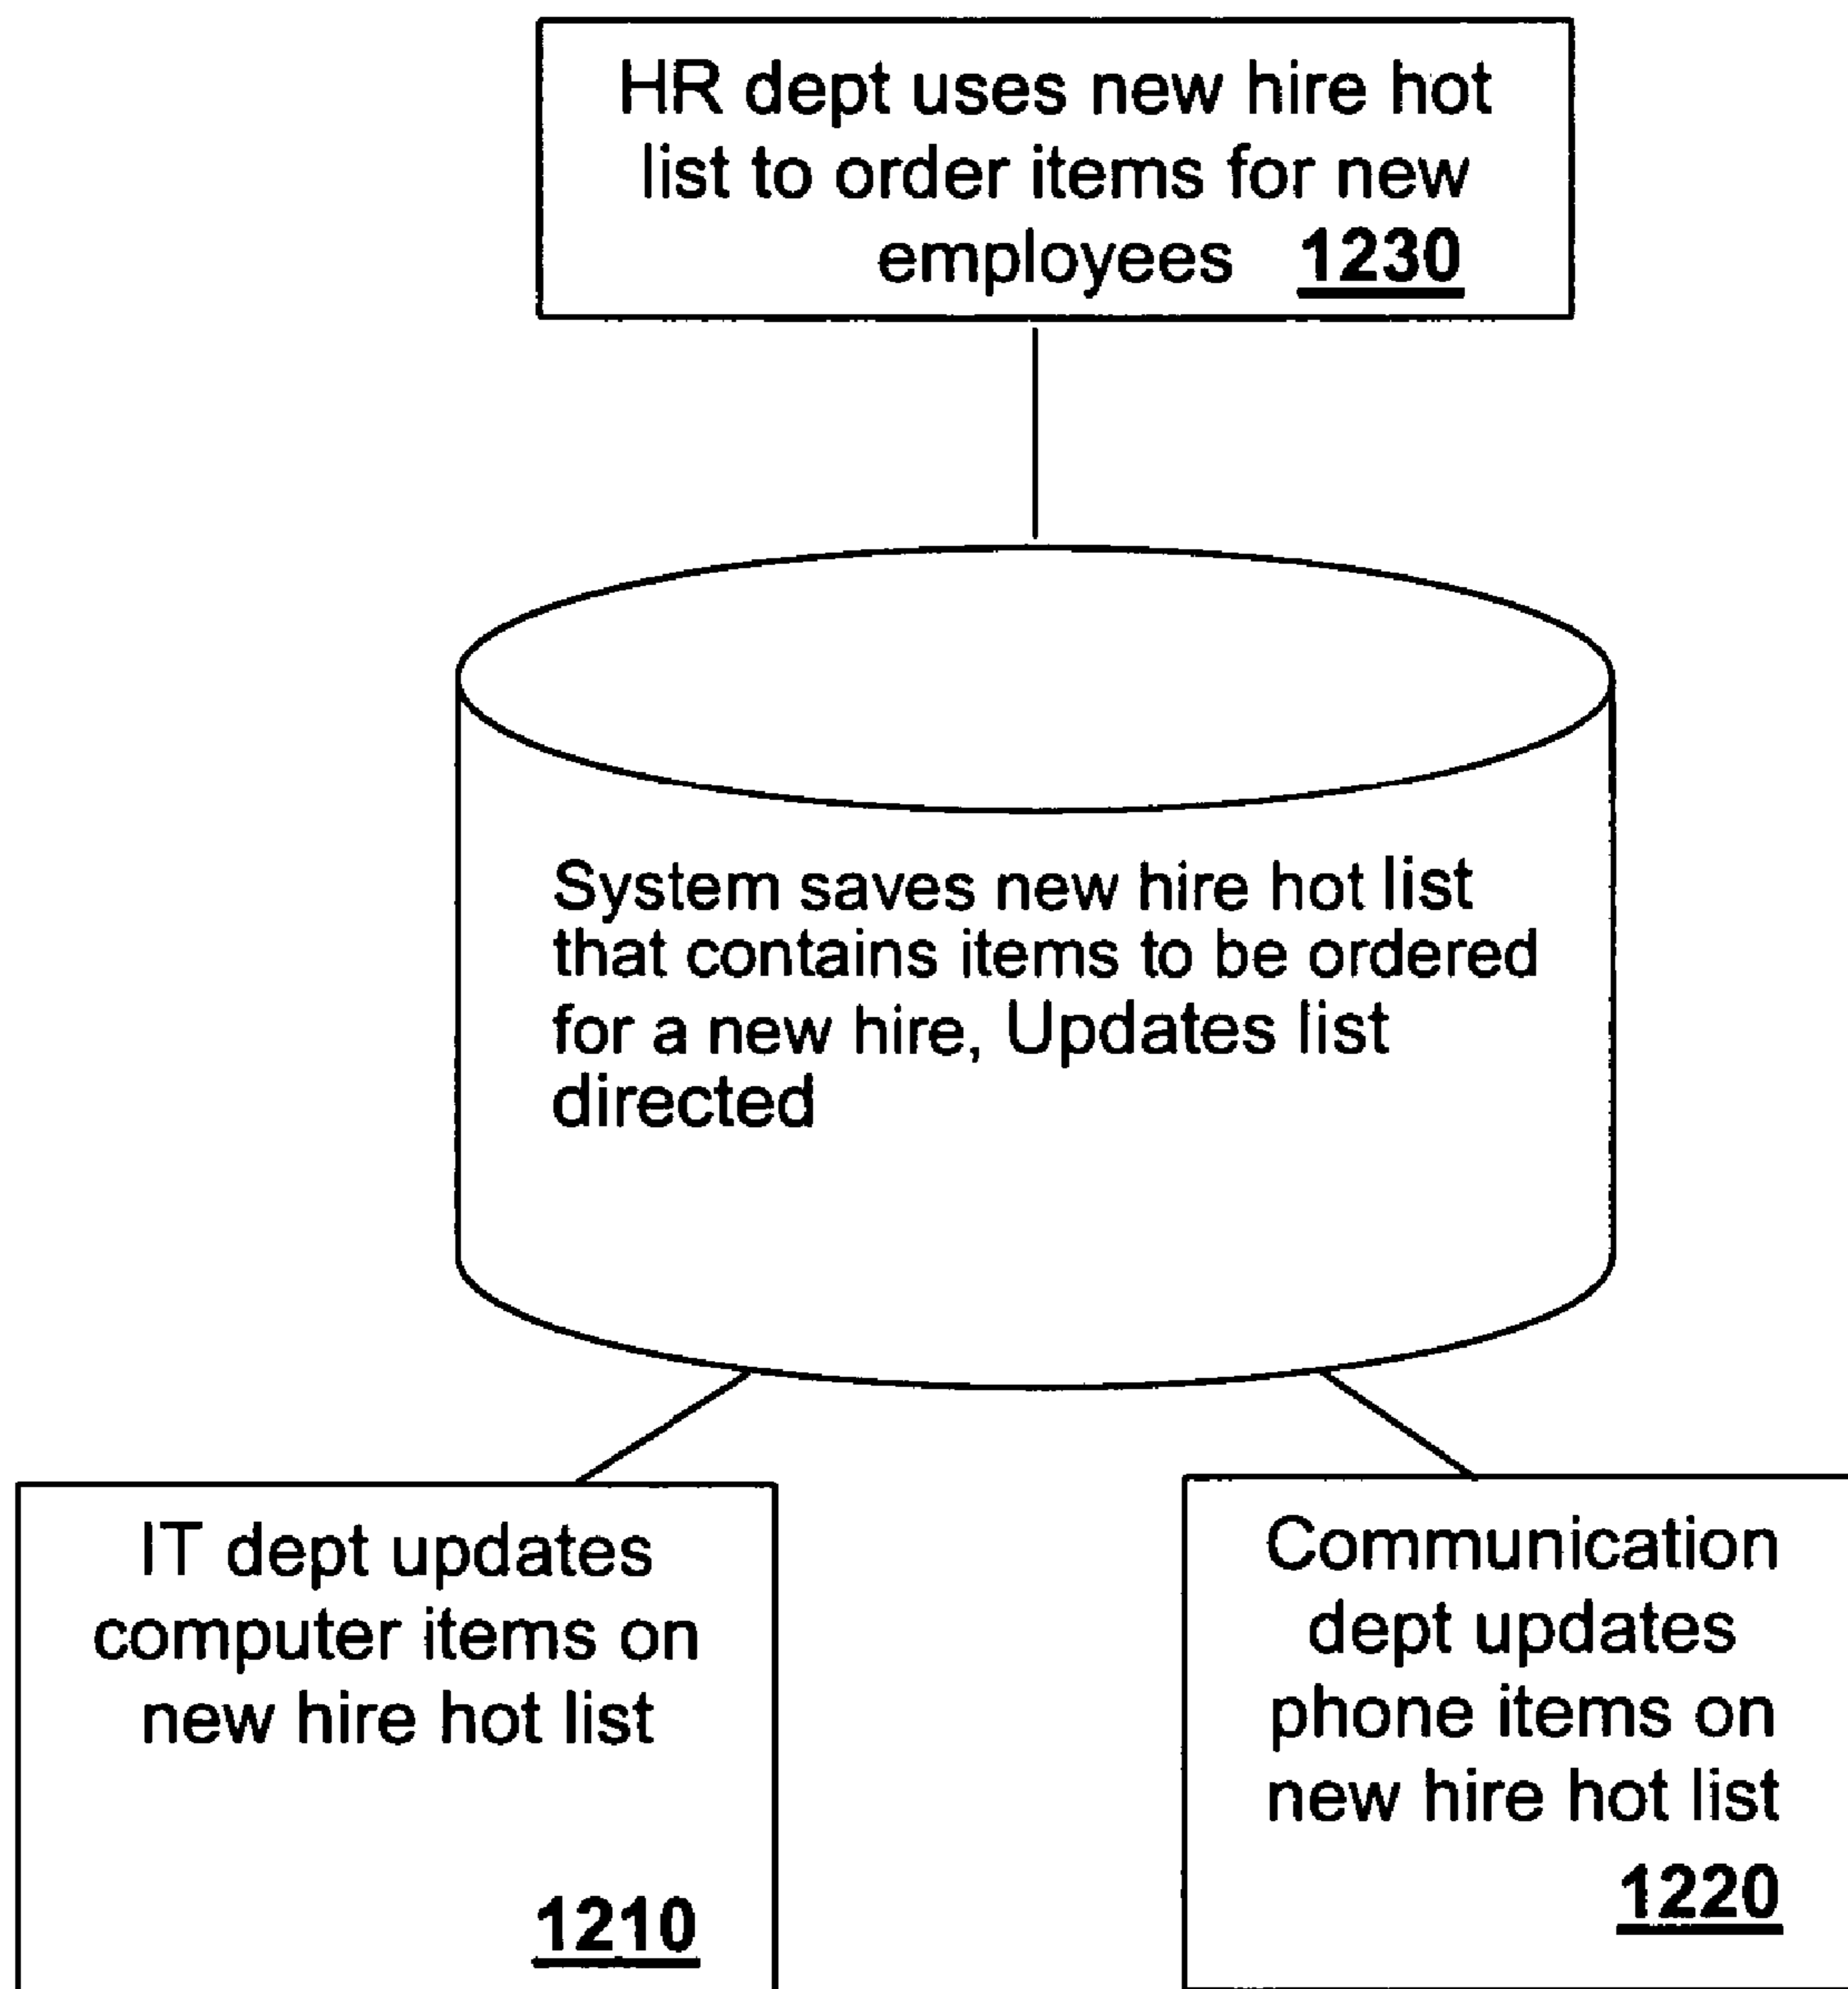 HR dept uses new hire hot
list to order items for new
employees 1230
System saves new hire hot list
that contains items to be ordered
for a new hire, Updates list
directed
IT dept updates
computer items on
new hire hot list
1210
Communication
dept updates
phone items on
new hire hot list
1220